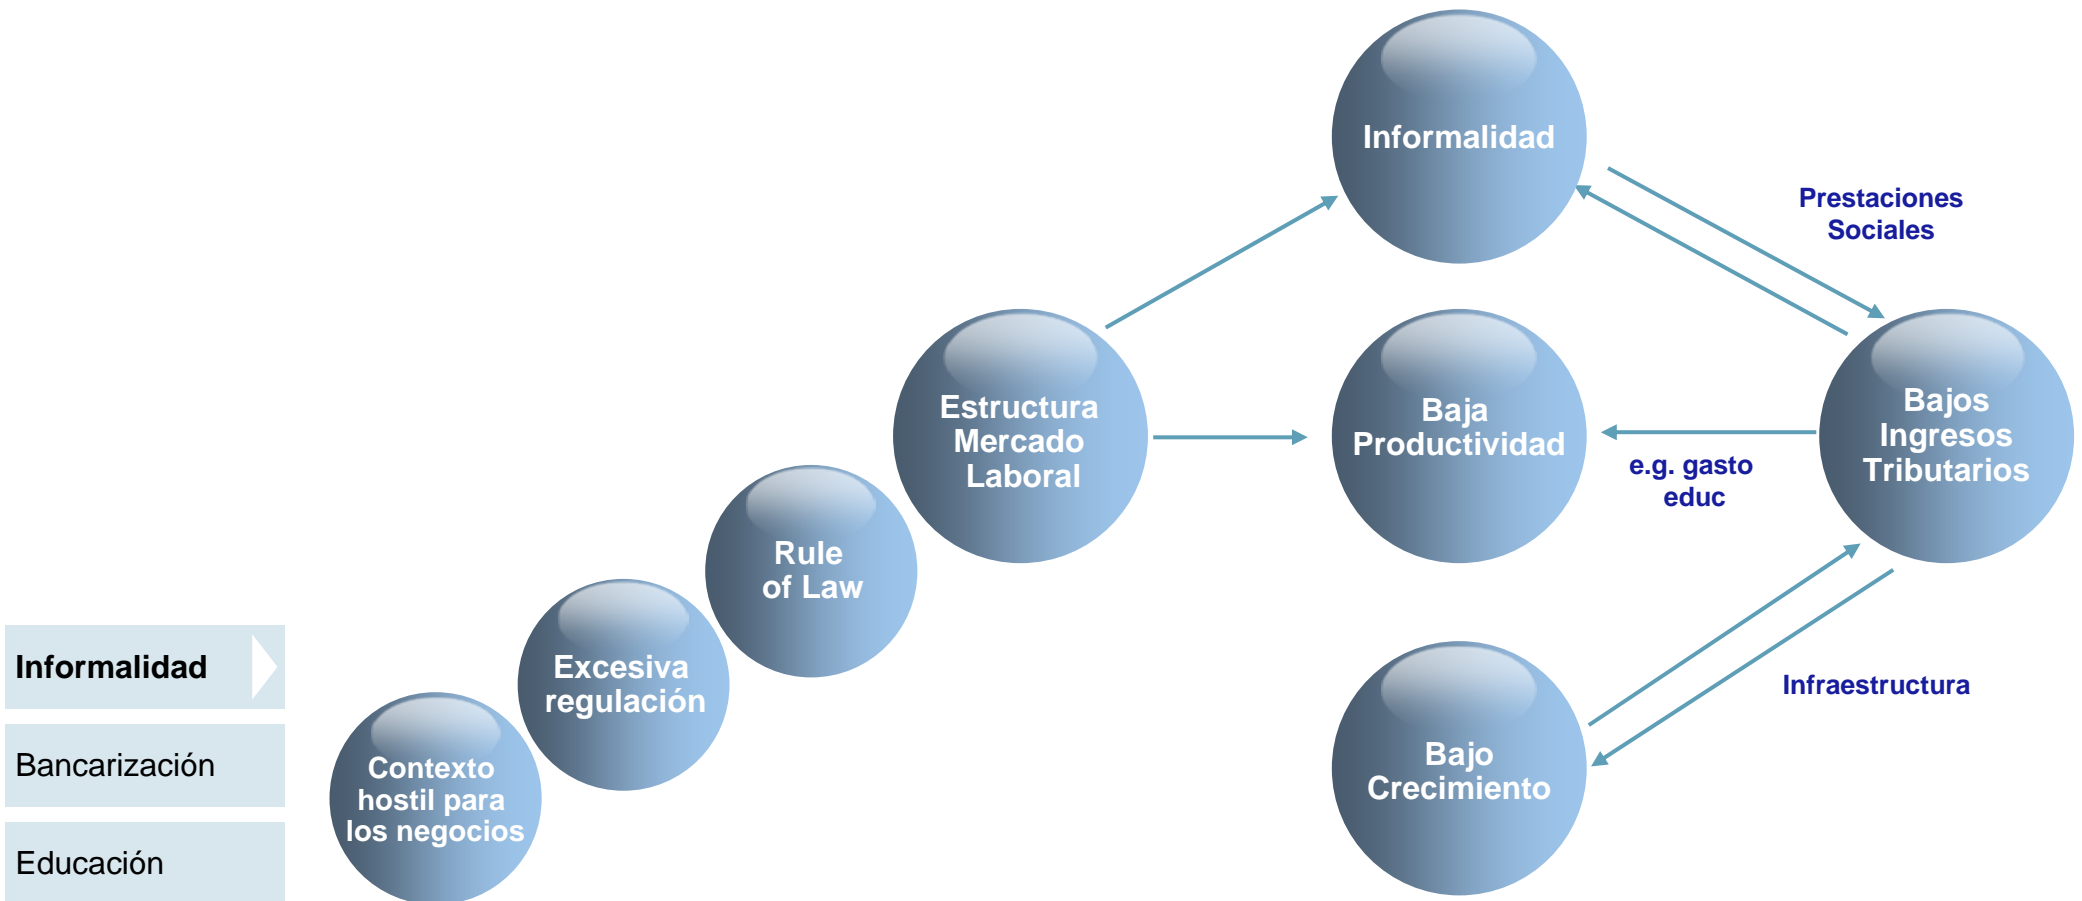 Informalidad
Prestaciones
Sociales
Estructura
Mercado
Laboral
Baja
Productividad
Bajos
Ingresos
Tributarios
e.g. gasto
educ
Rule
of Law
Excesiva
regulación
Contexto
hostil para
los negocios
Bajo
Crecimiento
Infraestructura
Informalidad
Bancarización
Educación